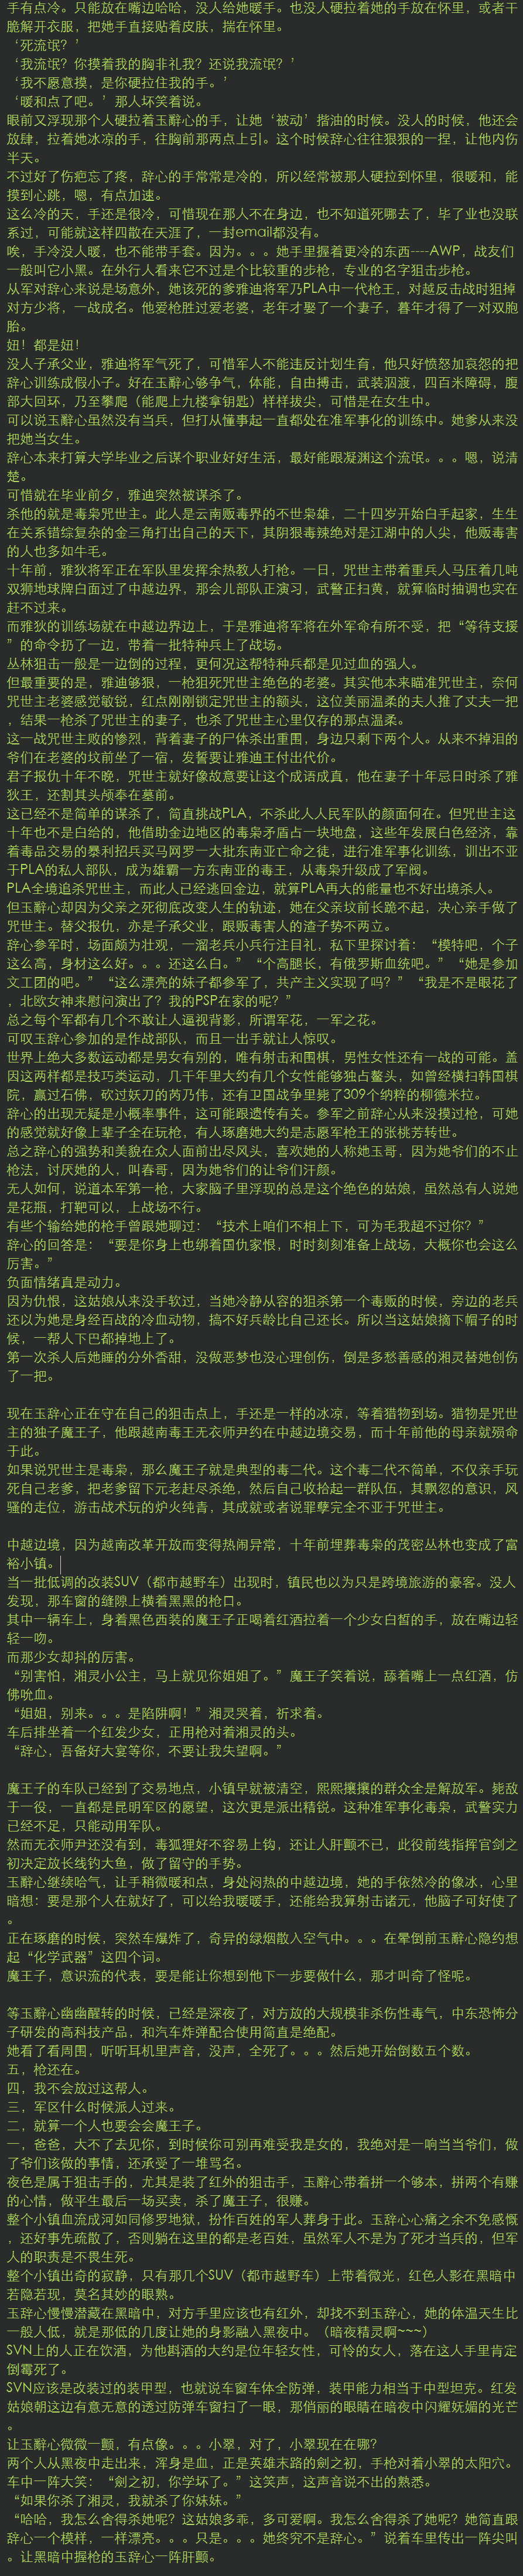 手有点冷。只能放在嘴边哈哈，没人给她暖手。也没人硬拉着她的手放在怀里，或者干
脆解开衣服，把她手直接贴着皮肤，揣在怀里。
‘死流氓？’
‘我流氓？你摸着我的胸非礼我？还说我流氓？’
‘我不愿意摸，是你硬拉住我的手。’
‘暖和点了吧。’那人坏笑着说。
眼前又浮现那个人硬拉着玉辭心的手，让她‘被动’揩油的时候。没人的时候，他还会
放肆，拉着她冰凉的手，往胸前那两点上引。这个时候辞心往往狠狠的一捏，让他内伤
半天。
不过好了伤疤忘了疼，辞心的手常常是冷的，所以经常被那人硬拉到怀里，很暖和，能
摸到心跳，嗯，有点加速。
这么冷的天，手还是很冷，可惜现在那人不在身边，也不知道死哪去了，毕了业也没联
系过，可能就这样四散在天涯了，一封email都没有。
唉，手冷没人暖，也不能带手套。因为。。。她手里握着更冷的东西----AWP，战友们
一般叫它小黑。在外行人看来它不过是个比较重的步枪，专业的名字狙击步枪。
从军对辞心来说是场意外，她该死的爹雅迪将军乃PLA中一代枪王，对越反击战时狙掉
对方少将，一战成名。他爱枪胜过爱老婆，老年才娶了一个妻子，暮年才得了一对双胞
胎。
妞！都是妞！
没人子承父业，雅迪将军气死了，可惜军人不能违反计划生育，他只好愤怒加哀怨的把
辞心训练成假小子。好在玉辭心够争气，体能，自由搏击，武装泅渡，四百米障碍，腹
部大回环，乃至攀爬（能爬上九楼拿钥匙）样样拔尖，可惜是在女生中。
可以说玉辭心虽然没有当兵，但打从懂事起一直都处在准军事化的训练中。她爹从来没
把她当女生。
辞心本来打算大学毕业之后谋个职业好好生活，最好能跟凝渊这个流氓。。。嗯，说清
楚。
可惜就在毕业前夕，雅迪突然被谋杀了。
杀他的就是毒枭咒世主。此人是云南贩毒界的不世枭雄，二十四岁开始白手起家，生生
在关系错综复杂的金三角打出自己的天下，其阴狠毒辣绝对是江湖中的人尖，他贩毒害
的人也多如牛毛。
十年前，雅狄将军正在军队里发挥余热教人打枪。一日，咒世主带着重兵人马压着几吨
双狮地球牌白面过了中越边界，那会儿部队正演习，武警正扫黄，就算临时抽调也实在
赶不过来。
而雅狄的训练场就在中越边界边上，于是雅迪将军将在外军命有所不受，把“等待支援
”的命令扔了一边，带着一批特种兵上了战场。
丛林狙击一般是一边倒的过程，更何况这帮特种兵都是见过血的强人。
但最重要的是，雅迪够狠，一枪狙死咒世主绝色的老婆。其实他本来瞄准咒世主，奈何
咒世主老婆感觉敏锐，红点刚刚锁定咒世主的额头，这位美丽温柔的夫人推了丈夫一把
，结果一枪杀了咒世主的妻子，也杀了咒世主心里仅存的那点温柔。
这一战咒世主败的惨烈，背着妻子的尸体杀出重围，身边只剩下两个人。从来不掉泪的
爷们在老婆的坟前坐了一宿，发誓要让雅迪王付出代价。
君子报仇十年不晚，咒世主就好像故意要让这个成语成真，他在妻子十年忌日时杀了雅
狄王，还割其头颅奉在墓前。
这已经不是简单的谋杀了，简直挑战PLA，不杀此人人民军队的颜面何在。但咒世主这
十年也不是白给的，他借助金边地区的毒枭矛盾占一块地盘，这些年发展白色经济，靠
着毒品交易的暴利招兵买马网罗一大批东南亚亡命之徒，进行准军事化训练，训出不亚
于PLA的私人部队，成为雄霸一方东南亚的毒王，从毒枭升级成了军阀。
PLA全境追杀咒世主，而此人已经逃回金边，就算PLA再大的能量也不好出境杀人。
但玉辭心却因为父亲之死彻底改变人生的轨迹，她在父亲坟前长跪不起，决心亲手做了
咒世主。替父报仇，亦是子承父业，跟贩毒害人的渣子势不两立。
辞心参军时，场面颇为壮观，一溜老兵小兵行注目礼，私下里探讨着：“模特吧，个子
这么高，身材这么好。。。还这么白。”“个高腿长，有俄罗斯血统吧。”“她是参加
文工团的吧。”“这么漂亮的妹子都参军了，共产主义实现了吗？”“我是不是眼花了
，北欧女神来慰问演出了？我的PSP在家的呢？”
总之每个军都有几个不敢让人逼视背影，所谓军花，一军之花。
可叹玉辞心参加的是作战部队，而且一出手就让人惊叹。
世界上绝大多数运动都是男女有别的，唯有射击和围棋，男性女性还有一战的可能。盖
因这两样都是技巧类运动，几千年里大约有几个女性能够独占鳌头，如曾经横扫韩国棋
院，赢过石佛，砍过妖刀的芮乃伟，还有卫国战争里毙了309个纳粹的柳德米拉。
辞心的出现无疑是小概率事件，这可能跟遗传有关。参军之前辞心从来没摸过枪，可她
的感觉就好像上辈子全在玩枪，有人琢磨她大约是志愿军枪王的张桃芳转世。
总之辞心的强势和美貌在众人面前出尽风头，喜欢她的人称她玉哥，因为她爷们的不止
枪法，讨厌她的人，叫春哥，因为她爷们的让爷们汗颜。
无人如何，说道本军第一枪，大家脑子里浮现的总是这个绝色的姑娘，虽然总有人说她
是花瓶，打靶可以，上战场不行。
有些个输给她的枪手曾跟她聊过：“技术上咱们不相上下，可为毛我超不过你？”
辞心的回答是：“要是你身上也绑着国仇家恨，时时刻刻准备上战场，大概你也会这么
厉害。”
负面情绪真是动力。
因为仇恨，这姑娘从来没手软过，当她冷静从容的狙杀第一个毒贩的时候，旁边的老兵
还以为她是身经百战的冷血动物，搞不好兵龄比自己还长。所以当这姑娘摘下帽子的时
候，一帮人下巴都掉地上了。
第一次杀人后她睡的分外香甜，没做恶梦也没心理创伤，倒是多愁善感的湘灵替她创伤
了一把。
现在玉辞心正在守在自己的狙击点上，手还是一样的冰凉，等着猎物到场。猎物是咒世
主的独子魔王子，他跟越南毒王无衣师尹约在中越边境交易，而十年前他的母亲就殒命
于此。
如果说咒世主是毒枭，那么魔王子就是典型的毒二代。这个毒二代不简单，不仅亲手玩
死自己老爹，把老爹留下元老赶尽杀绝，然后自己收拾起一群队伍，其飘忽的意识，风
骚的走位，游击战术玩的炉火纯青，其成就或者说罪孽完全不亚于咒世主。
中越边境，因为越南改革开放而变得热闹异常，十年前埋葬毒枭的茂密丛林也变成了富
裕小镇。
当一批低调的改装SUV（都市越野车）出现时，镇民也以为只是跨境旅游的豪客。没人
发现，那车窗的缝隙上横着黑黑的枪口。
其中一辆车上，身着黑色西装的魔王子正喝着红酒拉着一个少女白皙的手，放在嘴边轻
轻一吻。
而那少女却抖的厉害。
“别害怕，湘灵小公主，马上就见你姐姐了。”魔王子笑着说，舔着嘴上一点红酒，仿
佛吮血。
“姐姐，别来。。。是陷阱啊！”湘灵哭着，祈求着。
车后排坐着一个红发少女，正用枪对着湘灵的头。
“辞心，吾备好大宴等你，不要让我失望啊。”
魔王子的车队已经到了交易地点，小镇早就被清空，熙熙攘攘的群众全是解放军。毙敌
于一役，一直都是昆明军区的愿望，这次更是派出精锐。这种准军事化毒枭，武警实力
已经不足，只能动用军队。
然而无衣师尹还没有到，毒狐狸好不容易上钩，还让人肝颤不已，此役前线指挥官剑之
初决定放长线钓大鱼，做了留守的手势。
玉辭心继续哈气，让手稍微暖和点，身处闷热的中越边境，她的手依然冷的像冰，心里
暗想：要是那个人在就好了，可以给我暖暖手，还能给我算射击诸元，他脑子可好使了
。
正在琢磨的时候，突然车爆炸了，奇异的绿烟散入空气中。。。在晕倒前玉辭心隐约想
起“化学武器”这四个词。
魔王子，意识流的代表，要是能让你想到他下一步要做什么，那才叫奇了怪呢。
等玉辭心幽幽醒转的时候，已经是深夜了，对方放的大规模非杀伤性毒气，中东恐怖分
子研发的高科技产品，和汽车炸弹配合使用简直是绝配。
她看了看周围，听听耳机里声音，没声，全死了。。。然后她开始倒数五个数。
五，枪还在。
四，我不会放过这帮人。
三，军区什么时候派人过来。
二，就算一个人也要会会魔王子。
一，爸爸，大不了去见你，到时候你可别再难受我是女的，我绝对是一响当当爷们，做
了爷们该做的事情，还承受了一堆骂名。
夜色是属于狙击手的，尤其是装了红外的狙击手，玉辭心带着拼一个够本，拼两个有赚
的心情，做平生最后一场买卖，杀了魔王子，很赚。
整个小镇血流成河如同修罗地狱，扮作百姓的军人葬身于此。玉辞心心痛之余不免感慨
，还好事先疏散了，否则躺在这里的都是老百姓，虽然军人不是为了死才当兵的，但军
人的职责是不畏生死。
整个小镇出奇的寂静，只有那几个SUV（都市越野车）上带着微光，红色人影在黑暗中
若隐若现，莫名其妙的眼熟。
玉辞心慢慢潜藏在黑暗中，对方手里应该也有红外，却找不到玉辞心，她的体温天生比
一般人低，就是那低的几度让她的身影融入黑夜中。（暗夜精灵啊~~~）
SVN上的人正在饮酒，为他斟酒的大约是位年轻女性，可怜的女人，落在这人手里肯定
倒霉死了。
SVN应该是改装过的装甲型，也就说车窗车体全防弹，装甲能力相当于中型坦克。红发
姑娘朝这边有意无意的透过防弹车窗扫了一眼，那俏丽的眼睛在暗夜中闪耀妩媚的光芒
。
让玉辭心微微一颤，有点像。。。小翠，对了，小翠现在在哪？
两个人从黑夜中走出来，浑身是血，正是英雄末路的劍之初，手枪对着小翠的太阳穴。
车中一阵大笑：“劍之初，你学坏了。”这笑声，这声音说不出的熟悉。
“如果你杀了湘灵，我就杀了你妹妹。”
“哈哈，我怎么舍得杀她呢？这姑娘多乖，多可爱啊。我怎么舍得杀了她呢？她简直跟
辞心一个模样，一样漂亮。。。只是。。。她终究不是辞心。”说着车里传出一阵尖叫
。让黑暗中握枪的玉辞心一阵肝颤。